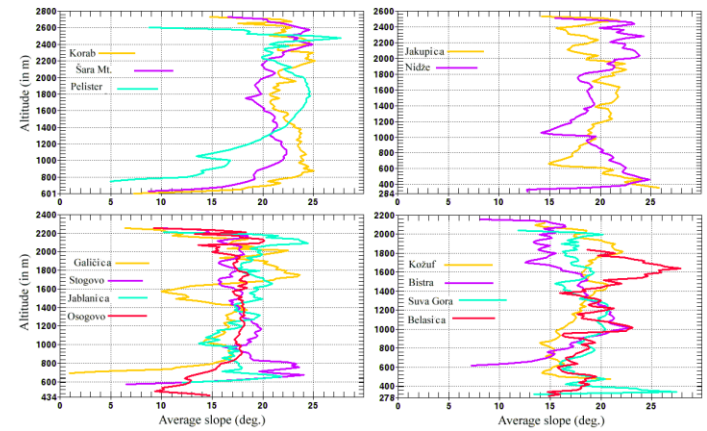 2800
2600
2400
2200
2000
1800
1600
1400
1200
1000
800
601
Altitude (in m)
Korab
Šara Mt.
Pelister
0 5 10 15 20 25
2600
2400
2200
2000
1800
1600
1400
1200
1000
800
600
400
284
Jakupica
Nidže
0 5 10 15 20 25
2400
2200
2000
1800
1600
1400
1200
1000
800
600
434
Altitude (in m)
Galičica
Stogovo
Jablanica
Osogovo
0 5 10 15 20 25
Average slope (deg.)
2200
2000
1800
1600
1400
1200
1000
800
600
400
278
Kožuf
Bistra
Suva Gora
Belasica
0 5 10 15 20 25
Average slope (deg.)